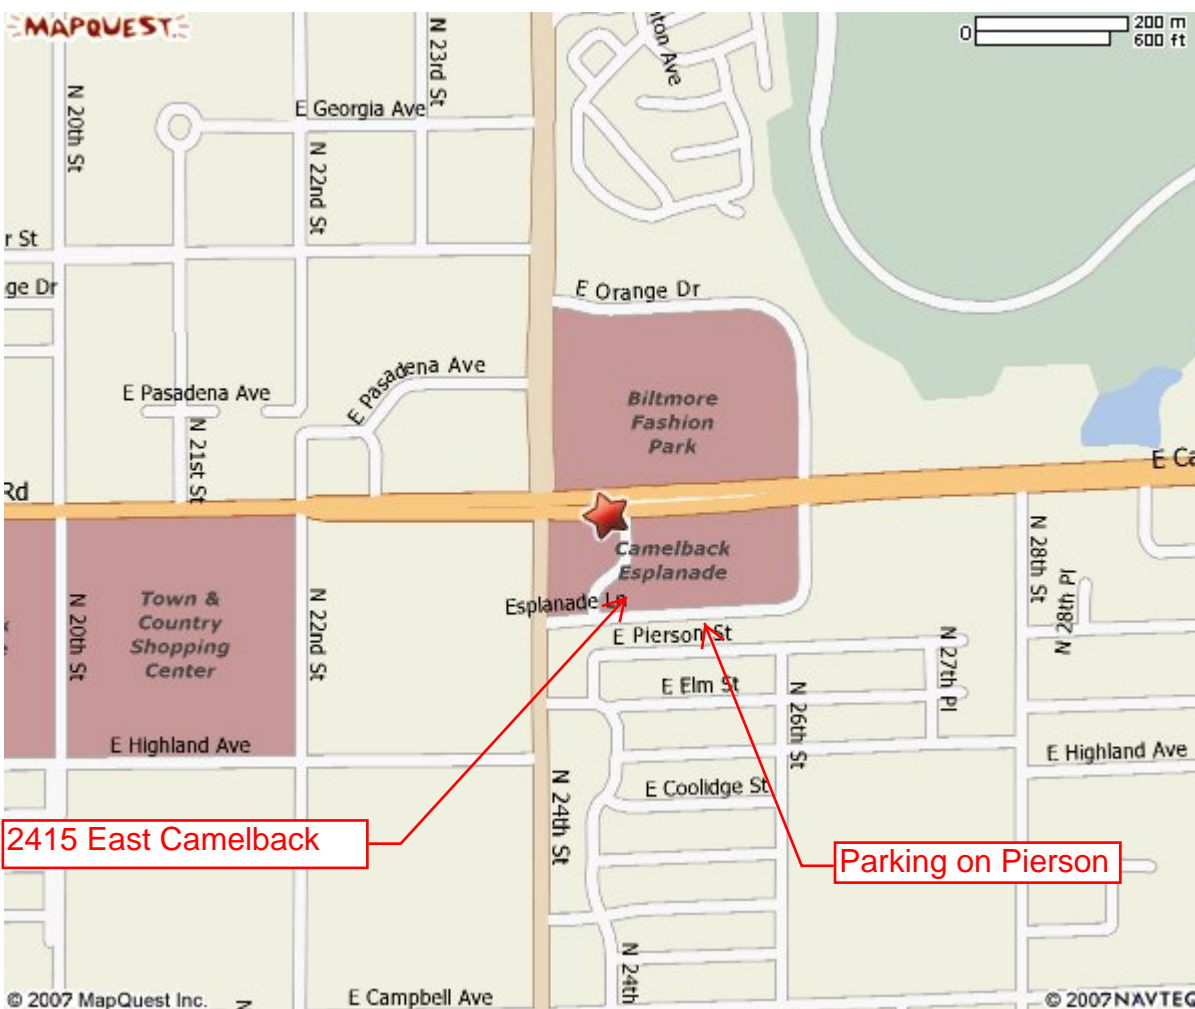 MAPQUEST
0
200 m
600 ft
N 23rd St
ton Ave
N 20th St
E Georgia Ave
N 22nd St
r St
ge Dr
E Orange Dr
E Pasadena Ave
E Pasadena Ave
Biltmore
Fashion
Park
N 21st St
Rd
E Ca
Camelback
Esplanade
N 28th St
N 28th Pl
Esplanade Ln
Town &
Country
Shopping
Center
N 20th St
N 22nd St
E Pierson St
N 27th Pl
E Elm St
N 26th St
E Highland Ave
E Highland Ave
E Coolidge St
N 24th St
2415 East Camelback
Parking on Pierson
N 24th
© 2007 MapQuest Inc.
N
E Campbell Ave
© 2007 NAVTEQ